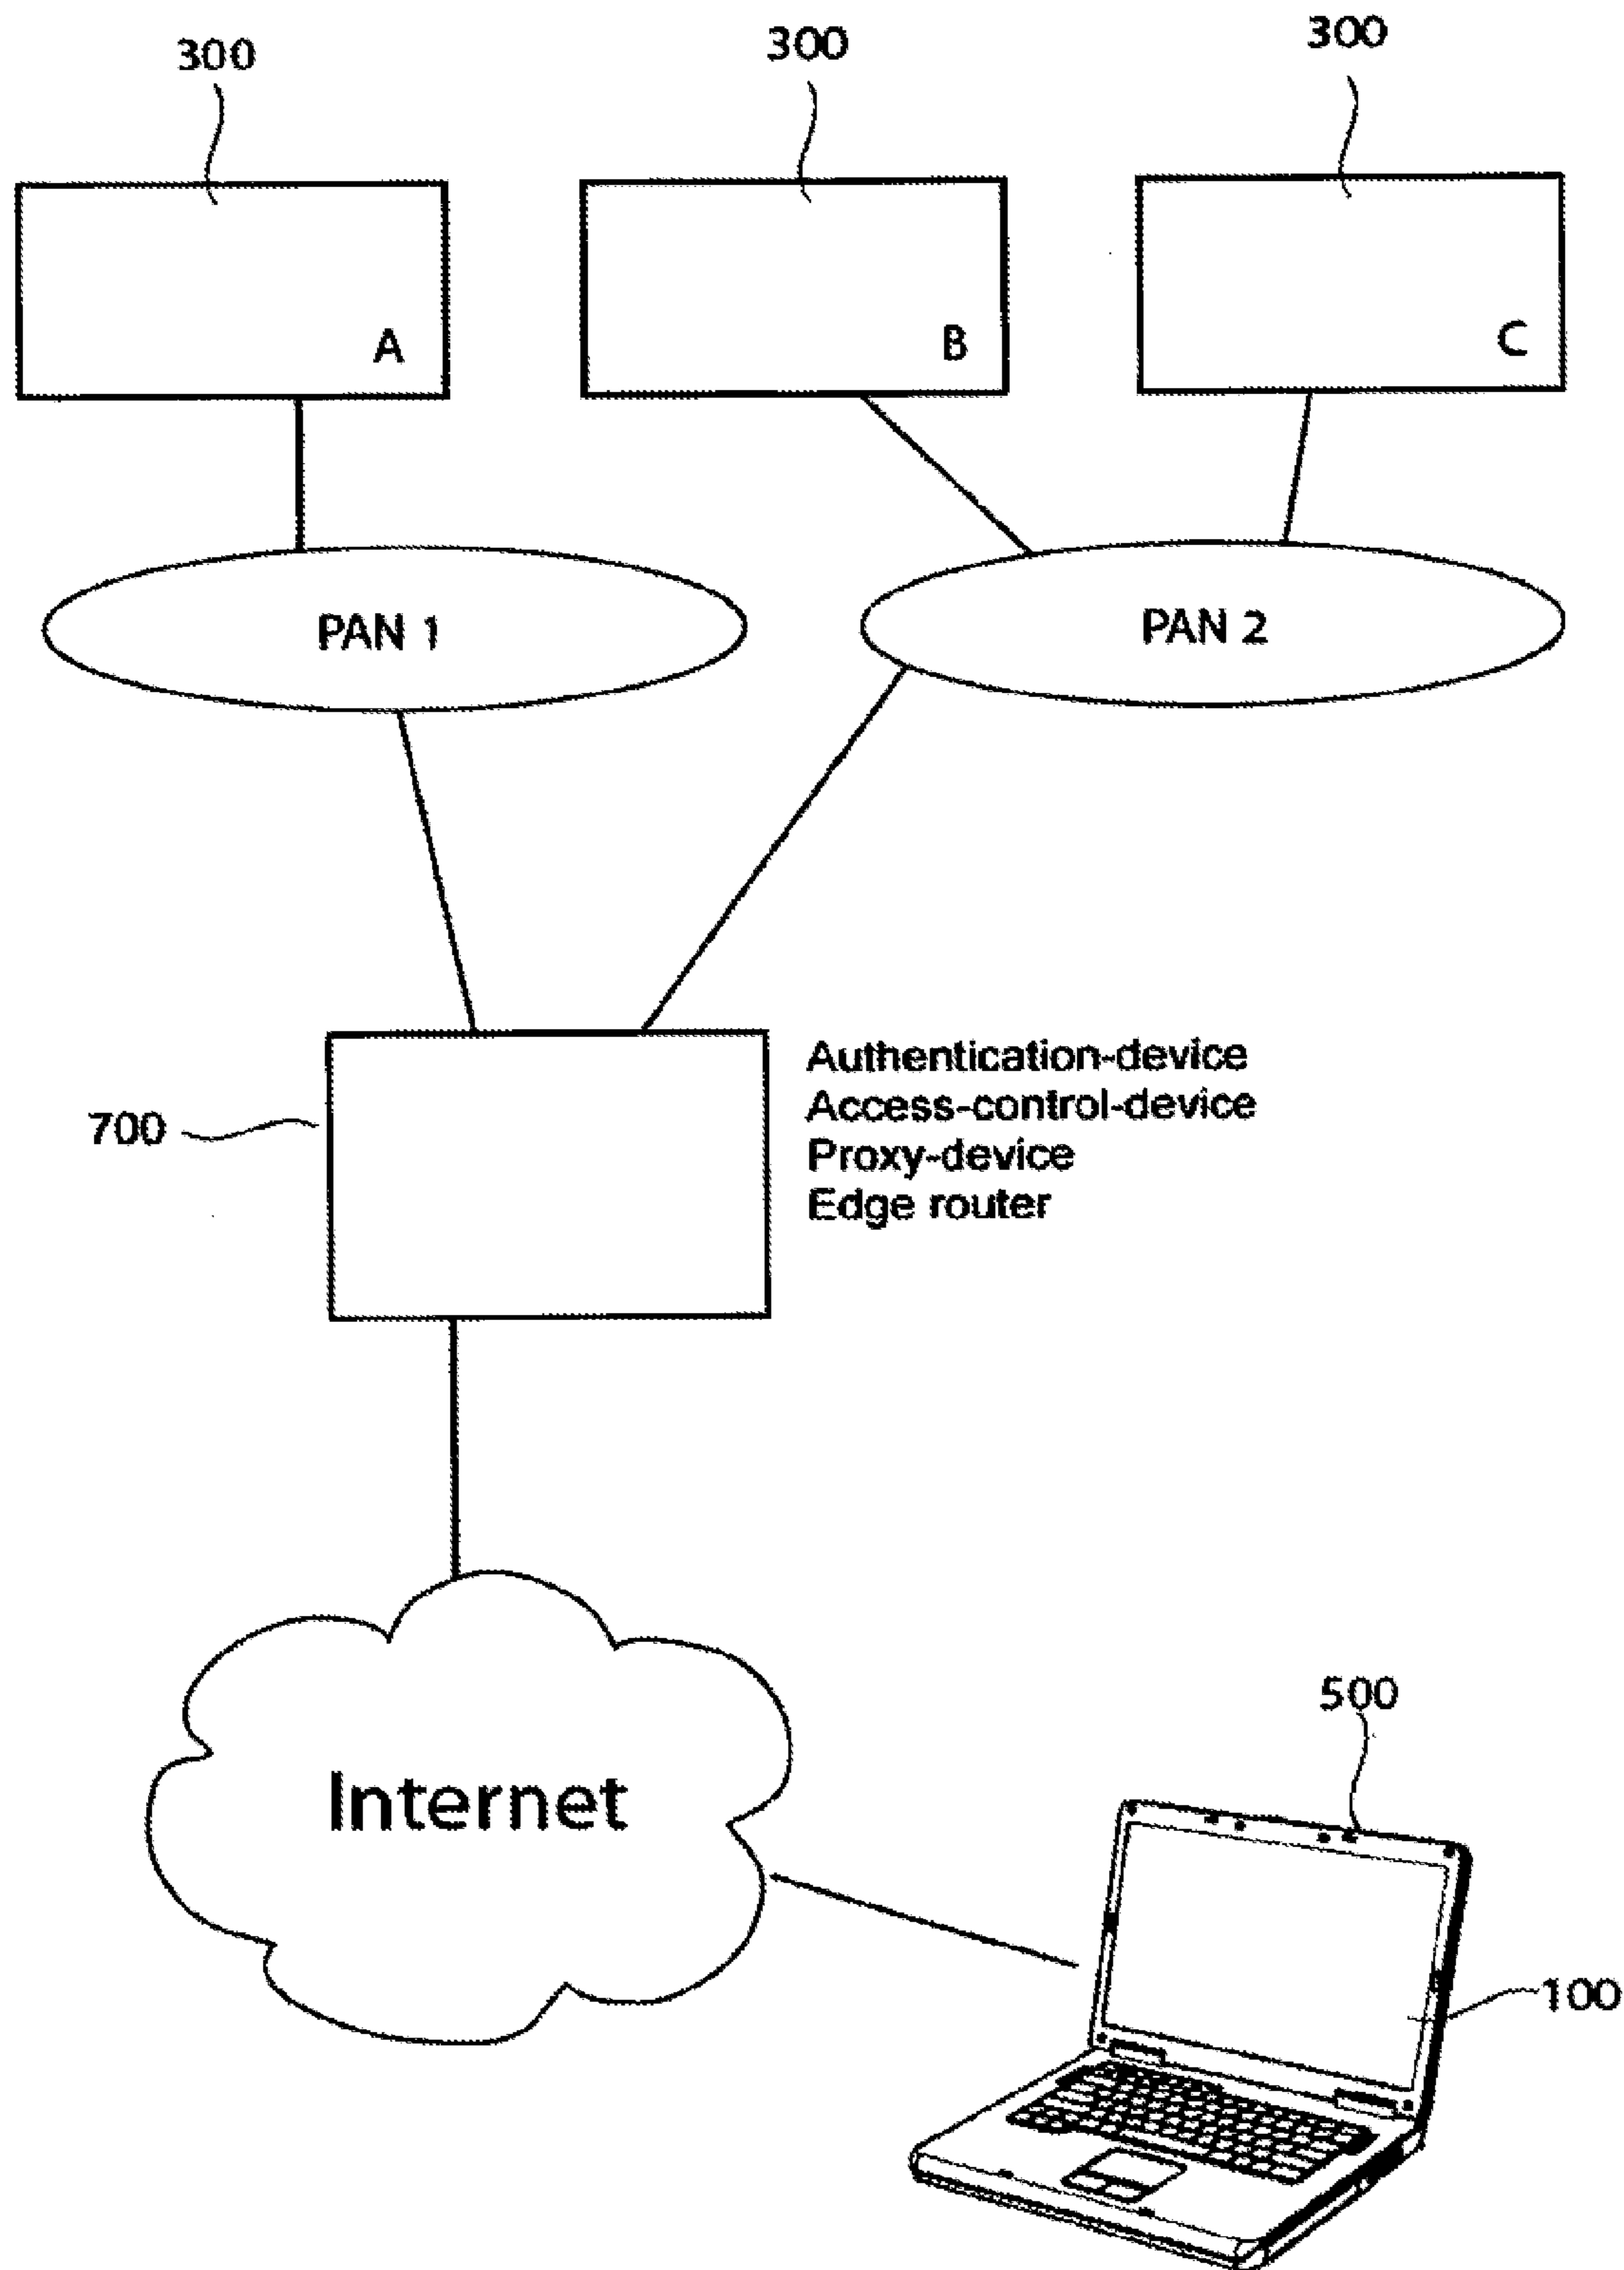 300
300
300
A
B
C
PAN 1
PAN 2
700
Authentication-device
Access-control-device
Proxy-device
Edge router
Internet
500
100